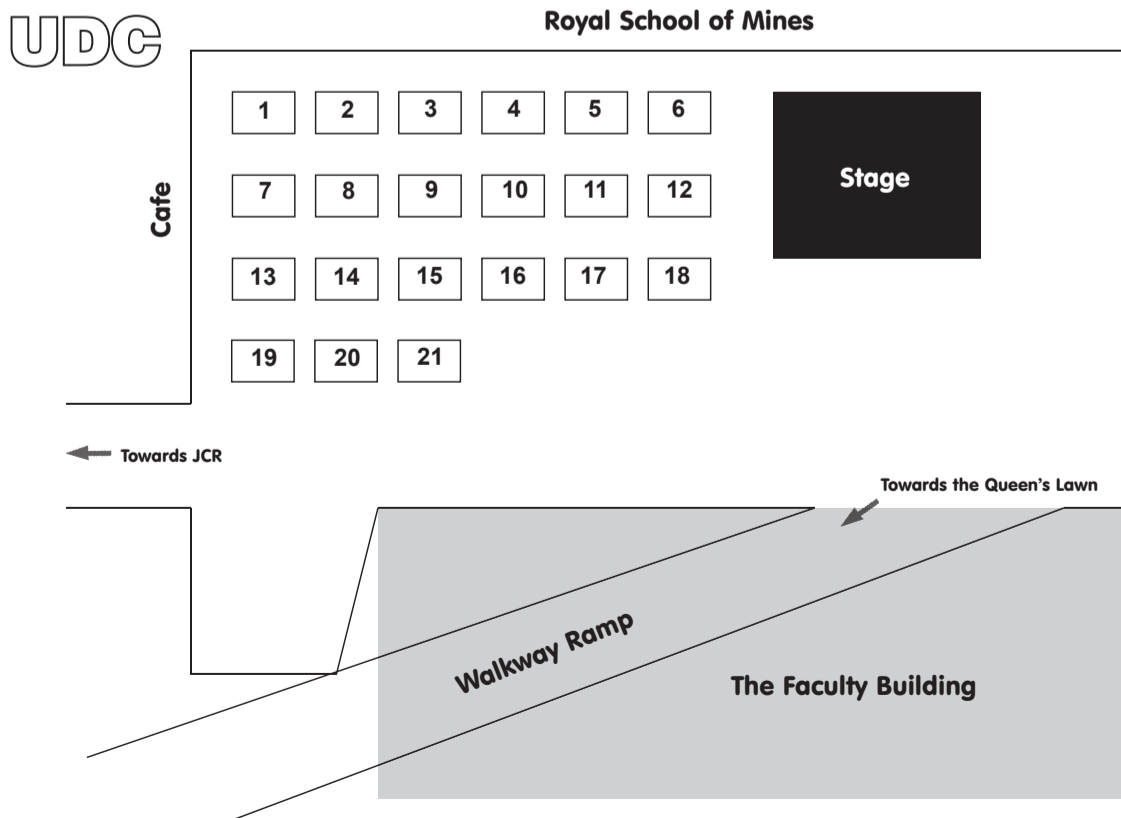 UDC
Royal School of Mines
1 2 3 4 5 6
Stage
Cafe
7 8 9 10 11 12
13 14 15 16 17 18
19 20 21
Towards JCR
Towards the Queen's Lawn
Walkway Ramp
The Faculty Building